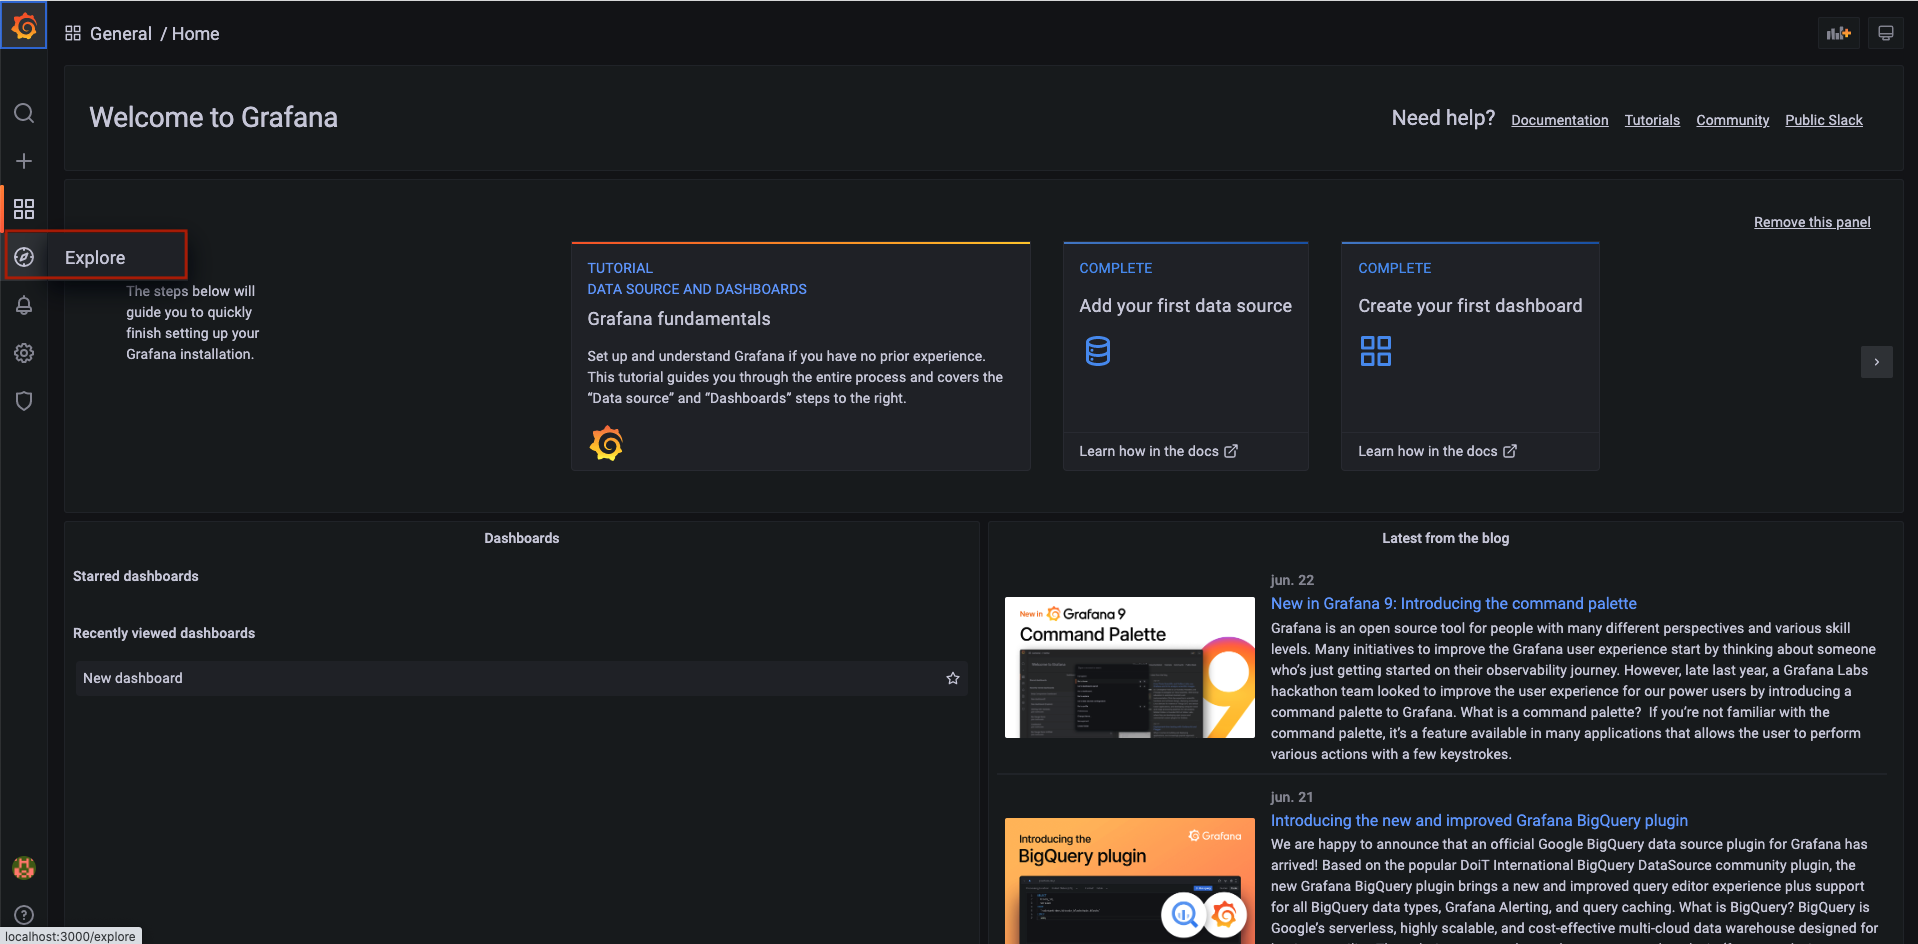 General / Home
Welcome to Grafana
Need help? Documentation Tutorials Community Public Slack
Remove this panel
Explore
The steps below will
guide you to quickly
finish setting up your
Grafana installation.
TUTORIAL
DATA SOURCE AND DASHBOARDS
Grafana fundamentals
Set up and understand Grafana if you have no prior experience.
This tutorial guides you through the entire process and covers the
“Data source” and “Dashboards” steps to the right.
COMPLETE
Add your first data source
Learn how in the docs
COMPLETE
Create your first dashboard
Learn how in the docs
Dashboards
Starred dashboards
Recently viewed dashboards
New dashboard
Latest from the blog
New in Grafana 9
Command Palette
9
jun. 22
New in Grafana 9: Introducing the command palette
Grafana is an open source tool for people with many different perspectives and various skill
levels. Many initiatives to improve the Grafana user experience start by thinking about someone
who’s just getting started on their observability journey. However, late last year, a Grafana Labs
hackathon team looked to improve the user experience for our power users by introducing a
command palette to Grafana. What is a command palette?  If you’re not familiar with the
command palette, it’s a feature available in many applications that allows the user to perform
various actions with a few keystrokes.
Introducing the
BigQuery plugin
Grafana
jun. 21
Introducing the new and improved Grafana BigQuery plugin
We are happy to announce that an official Google BigQuery data source plugin for Grafana has
arrived! Based on the popular DoiT International BigQuery DataSource community plugin, the
new Grafana BigQuery plugin brings a new and improved query editor experience plus support
for all BigQuery data types, Grafana Alerting, and query caching. What is BigQuery? BigQuery is
Google’s serverless, highly scalable, and cost-effective multi-cloud data warehouse designed for
localhost:3000/explore